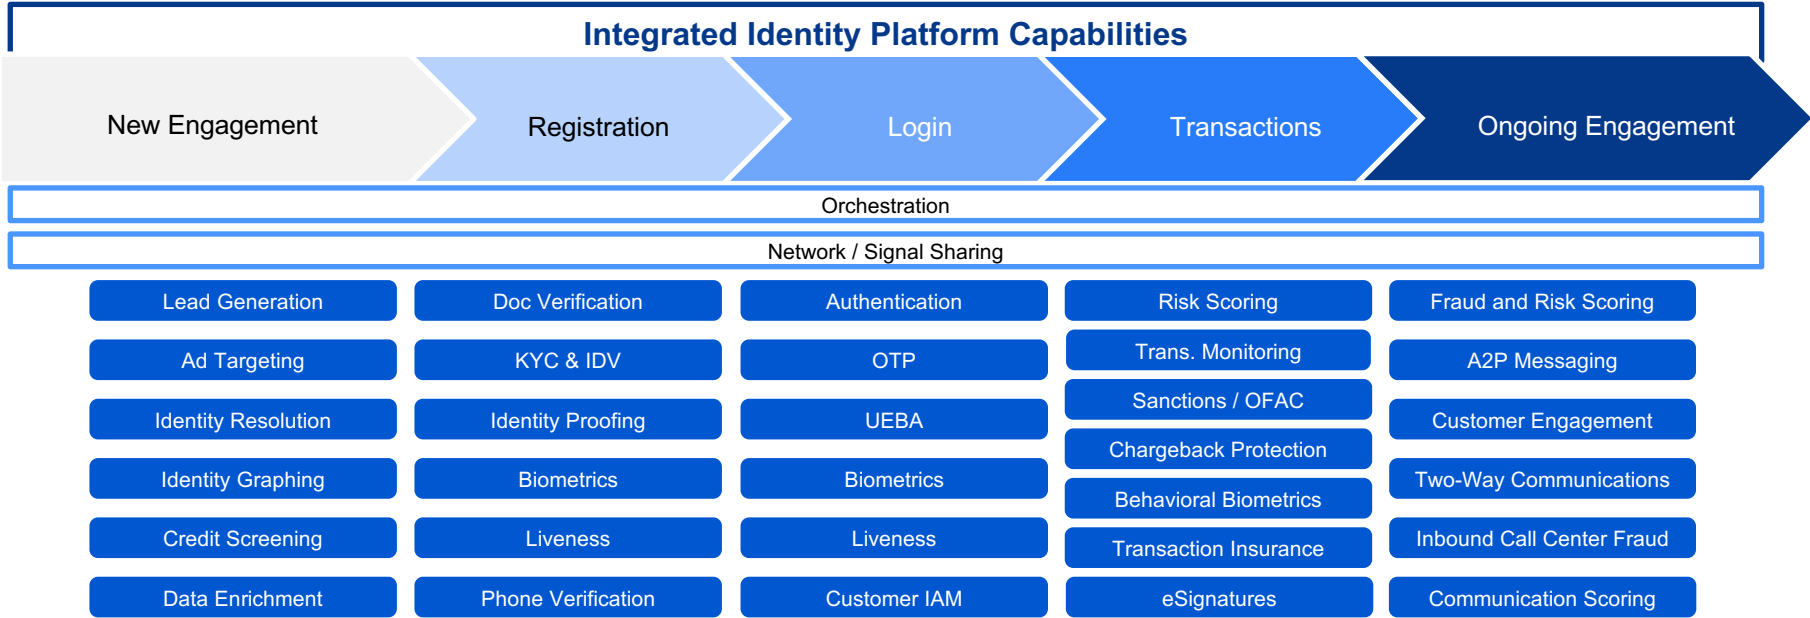 Integrated Identity Platform Capabilities
New Engagement
Registration
Login
Transactions
Ongoing Engagement
Orchestration
Network / Signal Sharing
Lead Generation
Ad Targeting
Identity Resolution
Identity Graphing
Credit Screening
Data Enrichment
Doc Verification
KYC & IDV
Identity Proofing
Biometrics
Liveness
Phone Verification
Authentication
OTP
UEBA
Biometrics
Liveness
Customer IAM
Risk Scoring
Trans. Monitoring
Sanctions / OFAC
Chargeback Protection
Behavioral Biometrics
Transaction Insurance
eSignatures
Fraud and Risk Scoring
A2P Messaging
Customer Engagement
Two-Way Communications
Inbound Call Center Fraud
Communication Scoring